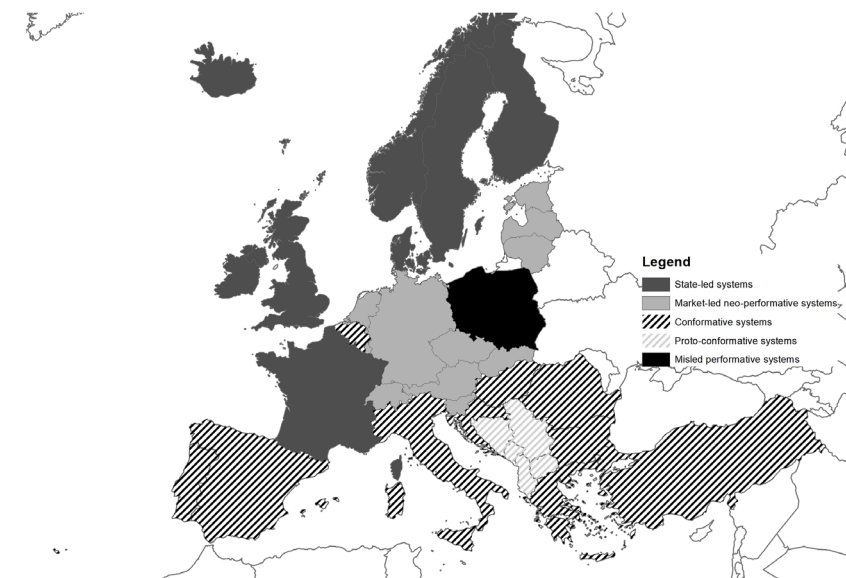 Legend
State-led systems
Market-led neo-performative systems
Conformative systems
Proto-conformative systems
Misled performative systems